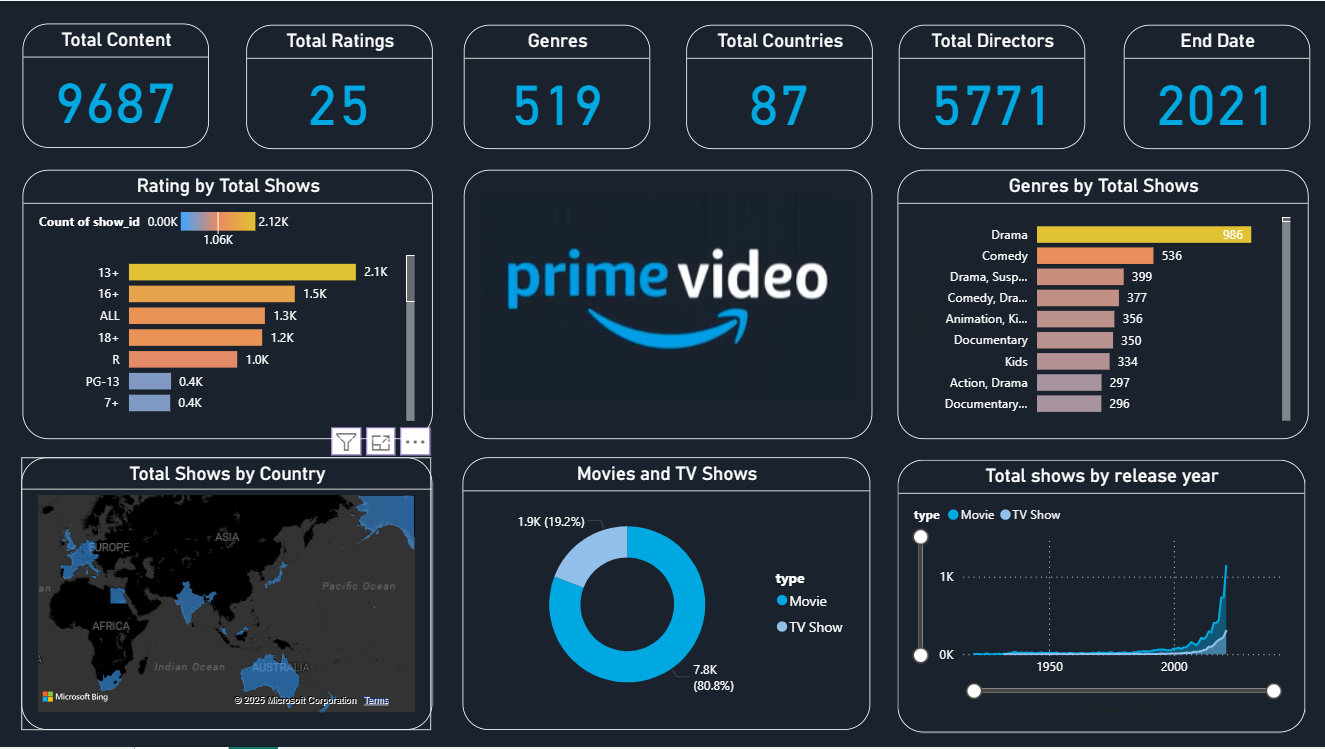 Total Content
9687
Total Ratings
25
Genres
519
Total Countries
87
Total Directors
5771
End Date
2021
Rating by Total Shows
Count of show_id 0.00K 2.12K
1.06K
13+ 2.1K
16+ 1.5K
ALL 1.3K
18+ 1.2K
R 1.0K
PG-13 0.4K
7+ 0.4K
prime video
Genres by Total Shows
Drama 986
Comedy 536
Drama, Susp... 399
Comedy, Dra... 377
Animation, Ki... 356
Documentary 350
Kids 334
Action, Drama 297
Documentary... 296
Total Shows by Country
ASIA
EUROPE
Pacific Ocean
an
AFRICA
Indian Ocean
AUSTRALIA
A
Microsoft Bing
© 2025 Microsoft Corporation Terms
Movies and TV Shows
1.9K (19.2%)
type
Movie
TV Show
7.8K
(80.8%)
Total shows by release year
type Movie TV Show
1K
0K
1950 2000